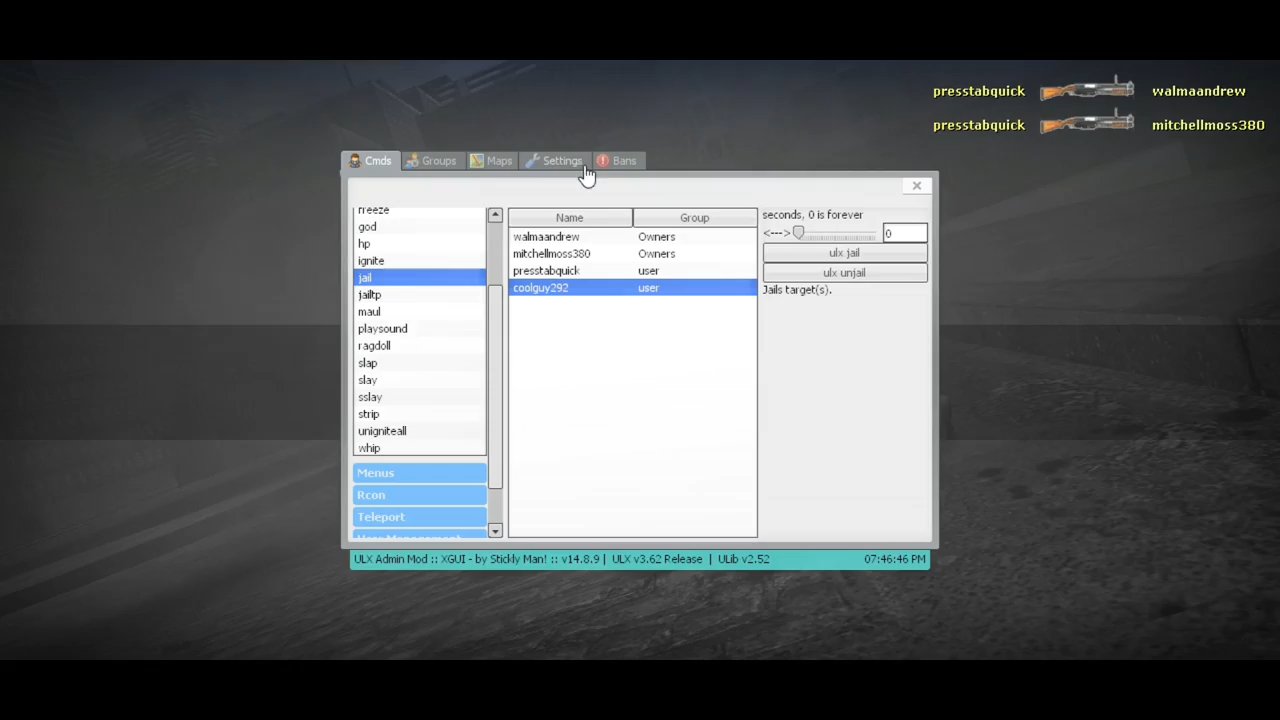 presstabquick walmaandrew
presstabquick mitchellmoss380
Cmds Groups Maps Settings Bans
seconds, 0 is forever
<---> 0
ulx jail
ulx unjail
Jails target(s).
Name Group
walmaandrew Owners
mitchellmoss380 Owners
presstabquick user
coolguy292 user
freeze
god
hp
ignite
jail
jailtp
maul
playsound
ragdoll
slap
slay
sslay
strip
unigniteall
whip
Menus
Rcon
Teleport
User Management
ULX Admin Mod :: XGUI - by Stickly Man! :: v14.8.9 | ULX v3.62 Release | ULib v2.52 07:46:46 PM